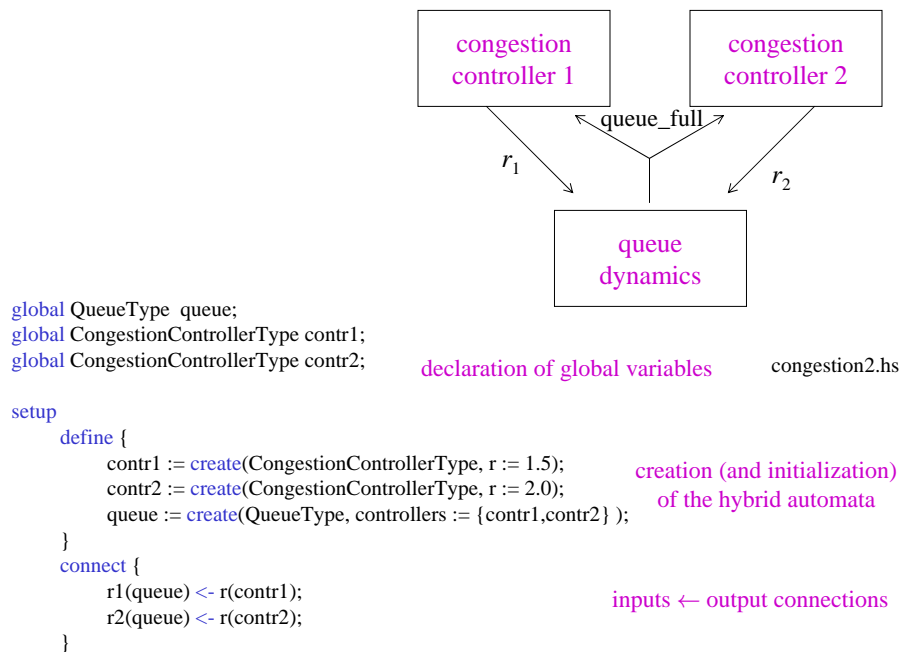 congestion
controller 1
congestion
controller 2
queue_full
r1
r2
queue
dynamics
global QueueType queue;
global CongestionControllerType contr1;
global CongestionControllerType contr2;
declaration of global variables
congestion2.hs
setup
define {
contr1 := create(CongestionControllerType, r := 1.5);
contr2 := create(CongestionControllerType, r := 2.0);
queue := create(QueueType, controllers := {contr1,contr2} );
}
creation (and initialization)
of the hybrid automata
connect {
r1(queue) <- r(contr1);
r2(queue) <- r(contr2);
}
inputs ← output connections